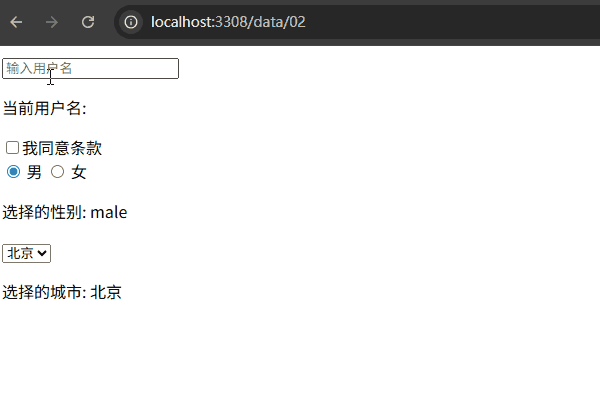 localhost:3308/data/02
输入用户名
当前用户名:
我同意条款
男 女
选择的性别: male
北京
选择的城市: 北京